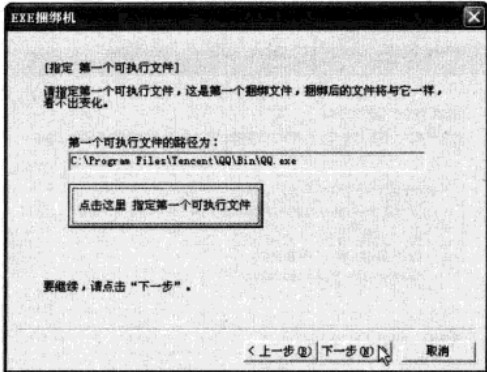 EXE捆绑机
[指定 第一个可执行文件]
请指定第一个可执行文件，这是第一个捆绑文件，捆绑后的文件将与它一样，
看不出变化。
第一个可执行文件的路径为：
C:\Program Files\Tencent\QQ\Bin\QQ.exe
点击这里 指定第一个可执行文件
要继续，请点击“下一步”。
<上一步(B) 下一步(N) 取消